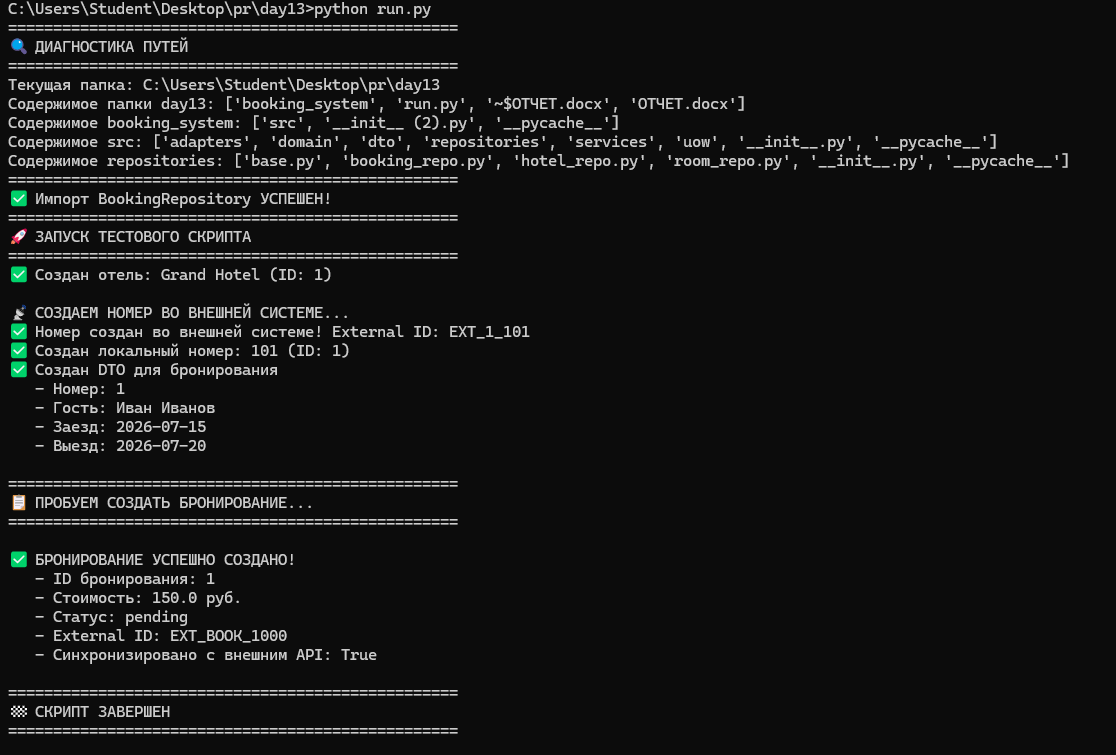 C:\Users\Student\Desktop\pr\day13>python run.py
==================================================
🔍 ДИАГНОСТИКА ПУТЕЙ
==================================================
Текущая папка: C:\Users\Student\Desktop\pr\day13
Содержимое папки day13: ['booking_system', 'run.py', '~$ОТЧЕТ.docx', 'ОТЧЕТ.docx']
Содержимое booking_system: ['src', '__init__ (2).py', '__pycache__']
Содержимое src: ['adapters', 'domain', 'dto', 'repositories', 'services', 'uow', '__init__.py', '__pycache__']
Содержимое repositories: ['base.py', 'booking_repo.py', 'hotel_repo.py', 'room_repo.py', '__init__.py', '__pycache__']
==================================================
✅ Импорт BookingRepository УСПЕШЕН!
==================================================
🚀 ЗАПУСК ТЕСТОВОГО СКРИПТА
==================================================
✅ Создан отель: Grand Hotel (ID: 1)
📡 СОЗДАЕМ НОМЕР ВО ВНЕШНЕЙ СИСТЕМЕ...
✅ Номер создан во внешней системе! External ID: EXT_1_101
✅ Создан локальный номер: 101 (ID: 1)
✅ Создан DTO для бронирования
- Номер: 1
- Гость: Иван Иванов
- Заезд: 2026-07-15
- Выезд: 2026-07-20
==================================================
📋 ПРОБУЕМ СОЗДАТЬ БРОНИРОВАНИЕ...
==================================================
✅ БРОНИРОВАНИЕ УСПЕШНО СОЗДАНО!
- ID бронирования: 1
- Стоимость: 150.0 руб.
- Статус: pending
- External ID: EXT_BOOK_1000
- Синхронизировано с внешним API: True
==================================================
🏁 СКРИПТ ЗАВЕРШЕН
==================================================